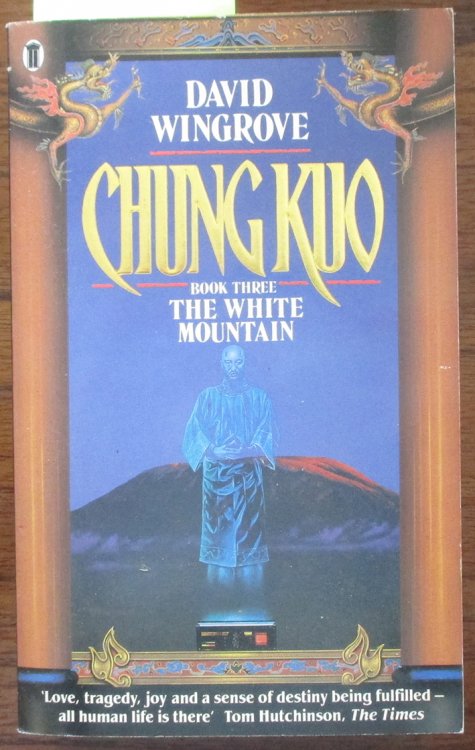 DAVID
WINGROVE
CHUNG KUO
BOOK THREE
THE WHITE
MOUNTAIN
'Love, tragedy, joy and a sense of destiny being fulfilled –
all human life is there' Tom Hutchinson, The Times